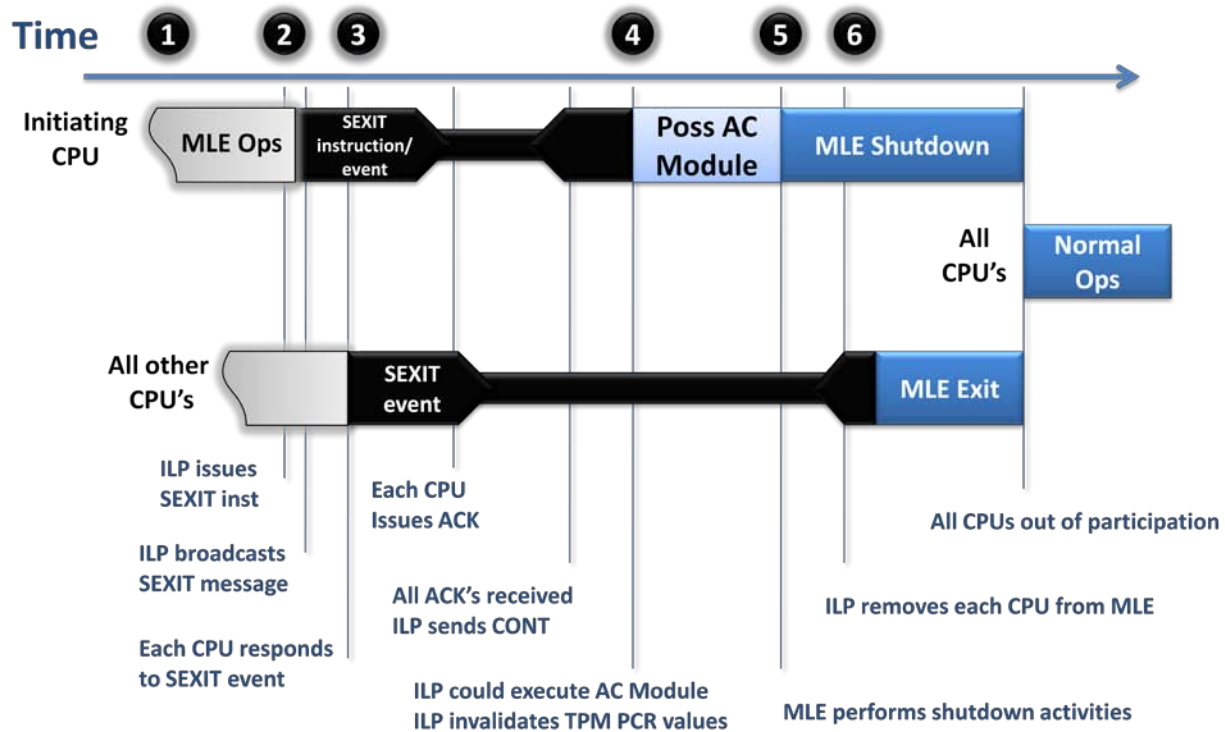 Time
1
2
3
4
5
6
Initiating
CPU
MLE Ops
SEXIT
instruction/
event
Poss AC
Module
MLE Shutdown
All
CPU's
Normal
Ops
All other
CPU's
SEXIT
event
MLE Exit
ILP issues
SEXIT inst
Each CPU
Issues ACK
All CPUs out of participation
ILP broadcasts
SEXIT message
All ACK's received
ILP sends CONT
ILP removes each CPU from MLE
Each CPU responds
to SEXIT event
ILP could execute AC Module
ILP invalidates TPM PCR values
MLE performs shutdown activities